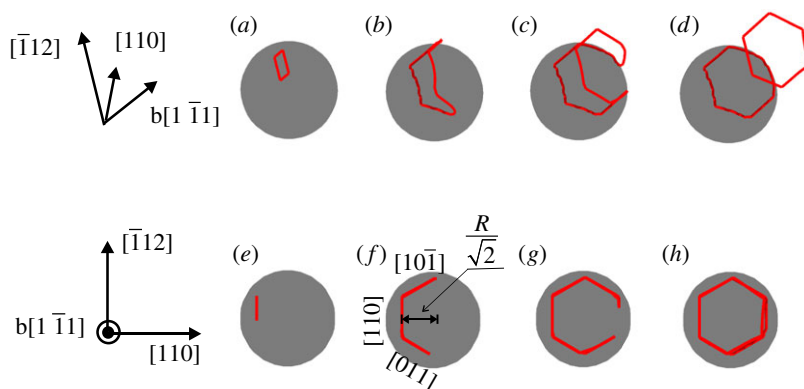 (a) (b) (c) (d)
[1̅12]
[110]
b[1 1̅1]
(e) (f) (g) (h)
R
√2
[101̅]
[1̅12]
b[1 1̅1]
[110]
[110]
[011]